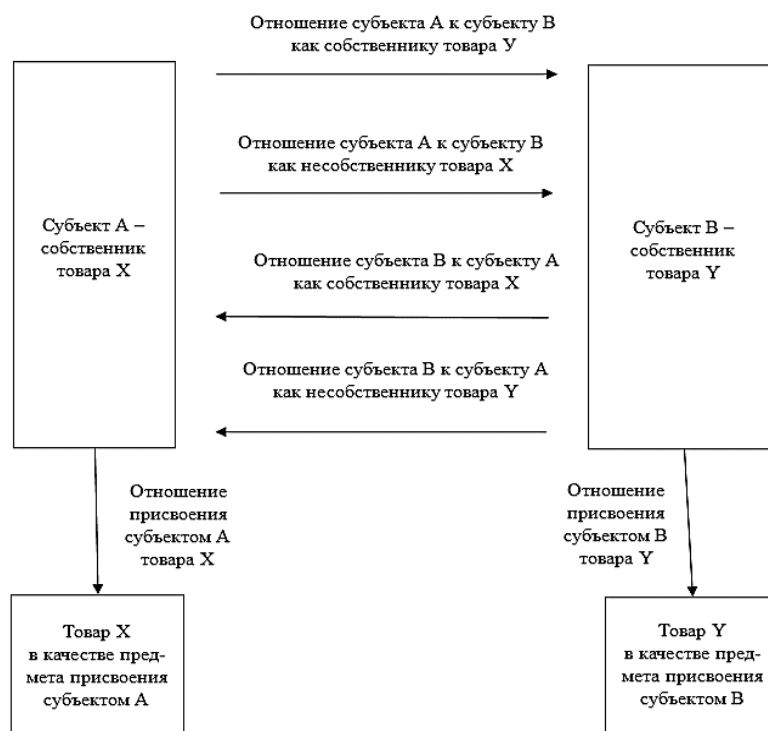 Отношение субъекта А к субъекту В
как собственнику товара У
Отношение субъекта А к субъекту В
как несобственнику товара X
Субъект А –
собственник
товара X
Субъект В –
собственник
товара Y
Отношение субъекта В к субъекту А
как собственнику товара X
Отношение субъекта В к субъекту А
как несобственнику товара Y
Отношение
присвоения
субъектом А
товара X
Отношение
присвоения
субъектом В
товара Y
Товар X
в качестве пред-
мета присвоения
субъектом А
Товар Y
в качестве пред-
мета присвоения
субъектом В